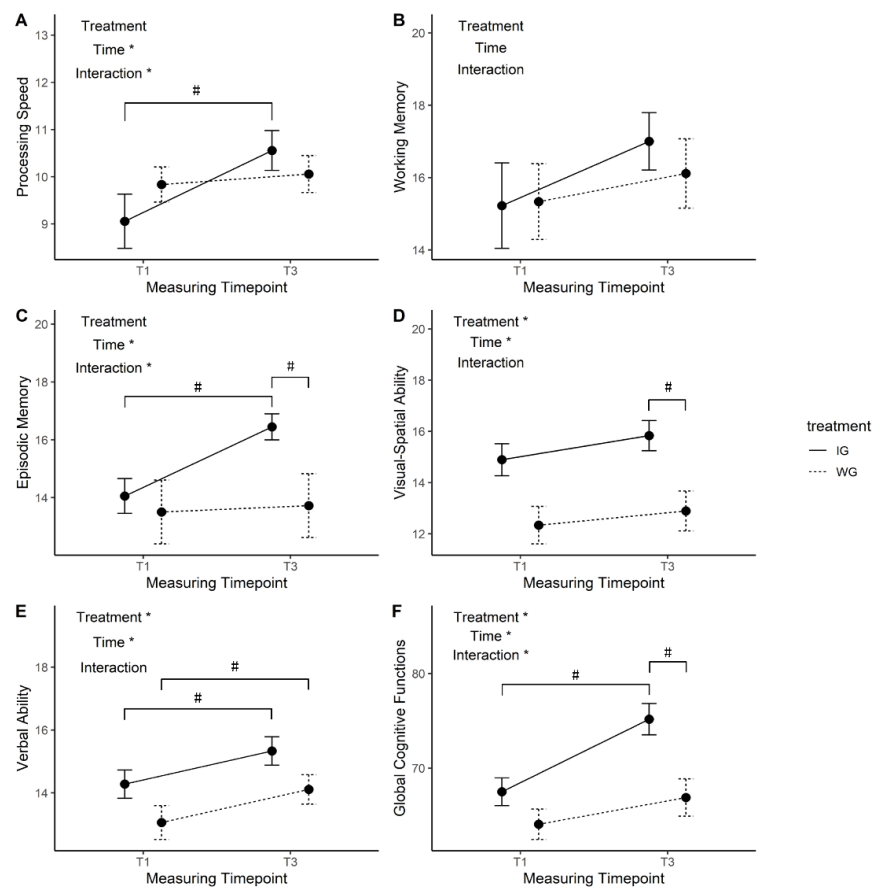 A
Treatment
Time *
Interaction *
#
Processing Speed
13
12
11
10
9
T1
T3
Measuring Timepoint
B
Treatment
Time
Interaction
Working Memory
20
18
16
14
T1
T3
Measuring Timepoint
C
Treatment
Time *
Interaction *
#
#
Episodic Memory
20
18
16
14
T1
T3
Measuring Timepoint
D
Treatment *
Time *
Interaction
#
Visual-Spatial Ability
20
18
16
14
12
T1
T3
Measuring Timepoint
treatment
IG
WG
E
Treatment *
Time *
Interaction
#
#
Verbal Ability
18
16
14
T1
T3
Measuring Timepoint
F
Treatment *
Time *
Interaction *
#
#
Global Cognitive Functions
80
70
T1
T3
Measuring Timepoint